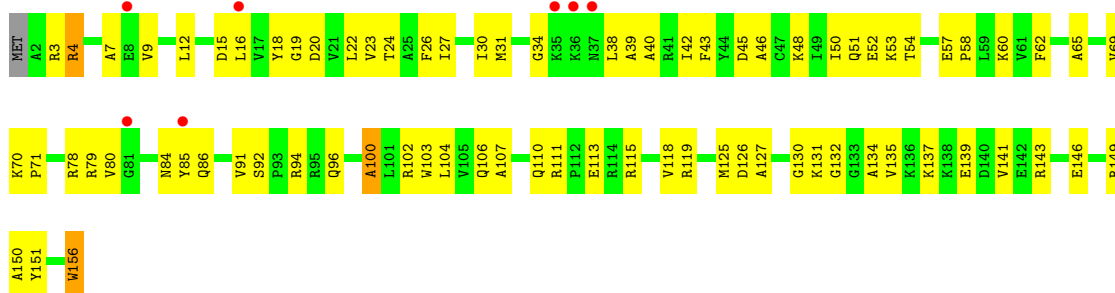 MET A2 R3 R4 A7 E8 V9 L12 D15 L16 V17 Y18 G19 D20 V21 L22 V23 T24 A25 F26 I27 I30 M31 G34 K35 K36 N37 L38 A39 A40 R41 I42 F43 Y44 D45 A46 C47 K48 I49 I50 Q51 E52 K53 T54 E57 P58 L59 K60 V61 F62 A65 V69
K70 P71 R78 R79 V80 G81 N84 Y85 Q86 V91 S92 P93 R94 R95 Q96 A100 L101 R102 W103 L104 V105 Q106 A107 Q110 R111 P112 E113 R114 R115 V118 R119 M125 D126 A127 G130 K131 G132 G133 A134 V135 K136 K137 K138 E139 D140 V141 E142 R143 E146 R149
A150 Y151 W156